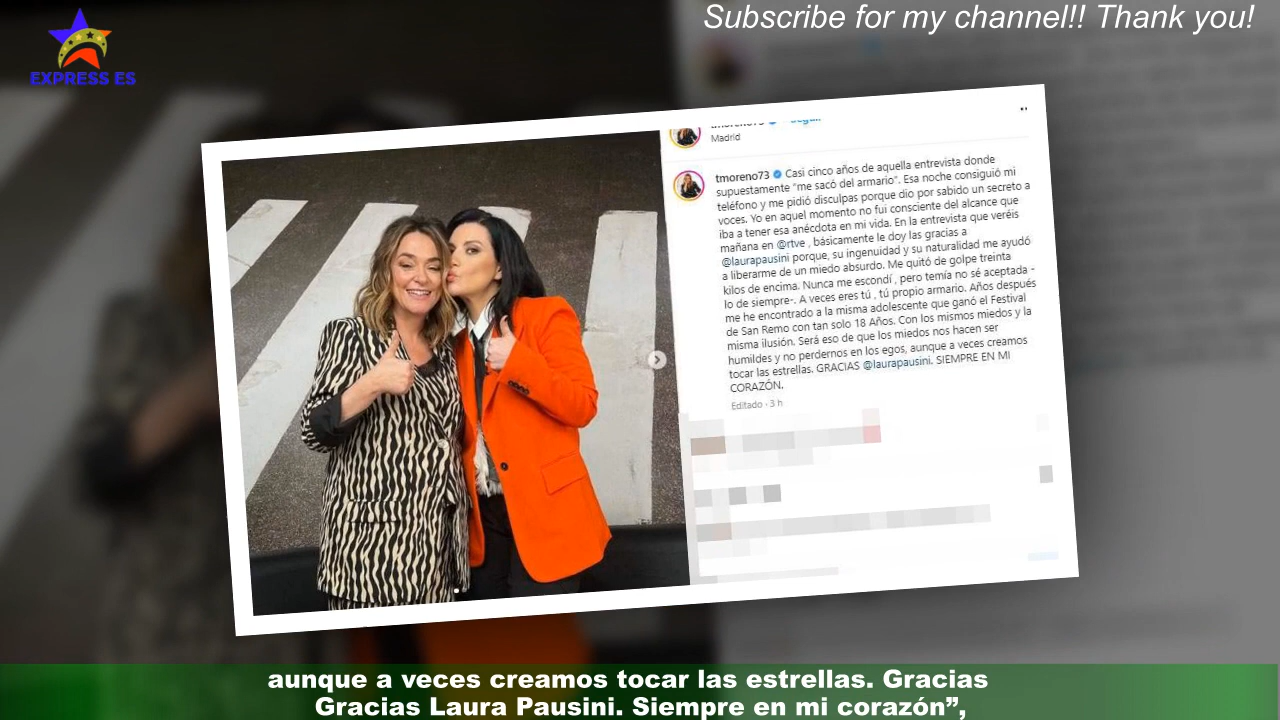 Subscribe for my channel!! Thank you!
EXPRESS ES
Madrid
tmoreno73 Casi cinco años de aquella entrevista donde
supuestamente "me sacó del armario". Esa noche consiguió mi
teléfono y me pidió disculpas porque dio por sabido un secreto a
voces. Yo en aquel momento no fui consciente del alcance que
iba a tener esa anécdota en mi vida. En la entrevista que veréis
mañana en @rtve , básicamente le doy las gracias a
@laurapausini porque, su ingenuidad y su naturalidad me ayudó
a liberarme de un miedo absurdo. Me quitó de golpe treinta
kilos de encima. Nunca me escondí , pero temía no sé aceptada -
lo de siempre-. A veces eres tú , tú propio armario. Años después
me he encontrado a la misma adolescente que ganó el Festival
de San Remo con tan solo 18 Años. Con los mismos miedos y la
misma ilusión. Será eso de que los miedos nos hacen ser
humildes y no perdernos en los egos, aunque a veces creamos
tocar las estrellas. GRACIAS @laurapausini. SIEMPRE EN MI
CORAZÓN.
Editado · 3 h
aunque a veces creamos tocar las estrellas. Gracias
Gracias Laura Pausini. Siempre en mi corazón”,